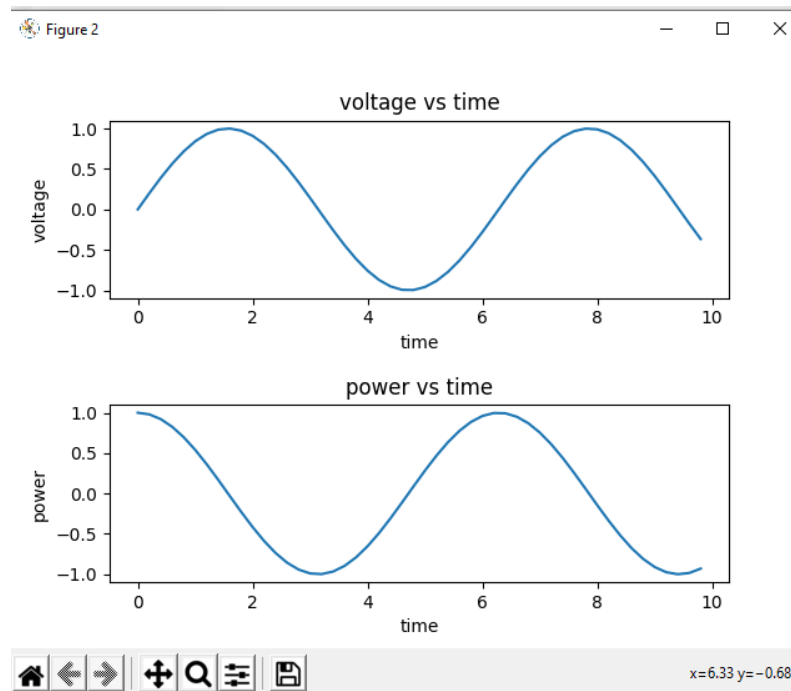 Figure 2
voltage vs time
1.0
0.5
0.0
−0.5
−1.0
voltage
0 2 4 6 8 10
time
power vs time
1.0
0.5
0.0
−0.5
−1.0
power
0 2 4 6 8 10
time
x=6.33 y=−0.68